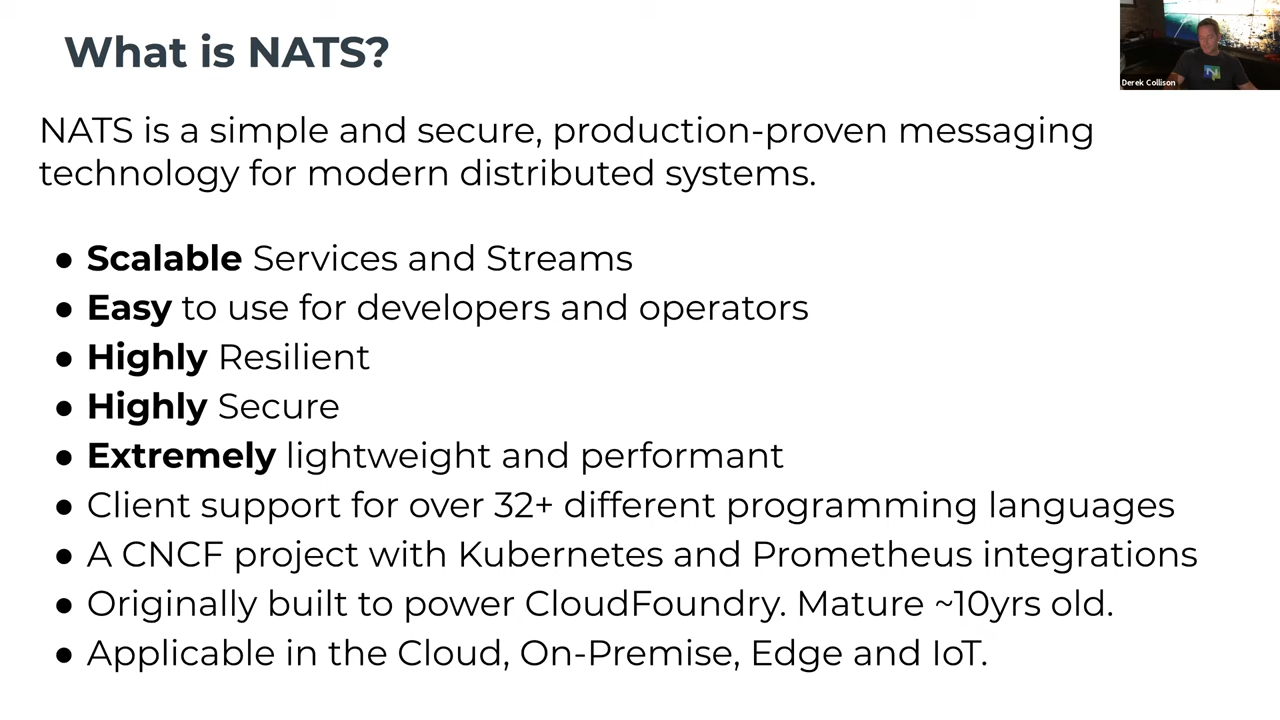 What is NATS?
Derek Collison
NATS is a simple and secure, production-proven messaging
technology for modern distributed systems.
● Scalable Services and Streams
● Easy to use for developers and operators
● Highly Resilient
● Highly Secure
● Extremely lightweight and performant
● Client support for over 32+ different programming languages
● A CNCF project with Kubernetes and Prometheus integrations
● Originally built to power CloudFoundry. Mature ~10yrs old.
● Applicable in the Cloud, On-Premise, Edge and IoT.